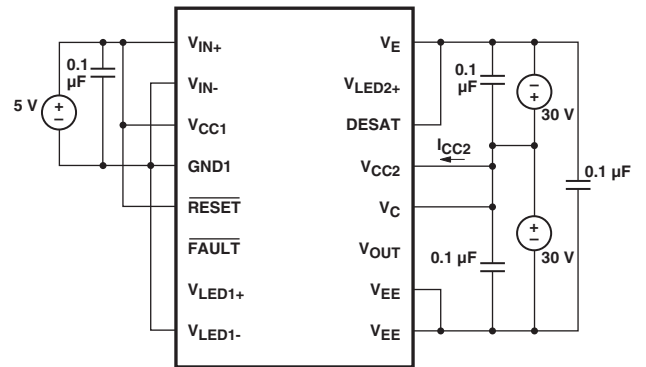 V_IN+
V_IN-
V_CC1
GND1
RESET
FAULT
V_LED1+
V_LED1-
V_E
V_LED2+
DESAT
V_CC2
V_C
V_OUT
V_EE
V_EE
5 V
+
−
0.1
µF
0.1
µF
−
+
30 V
I_CC2
0.1 µF
+
−
30 V
0.1 µF